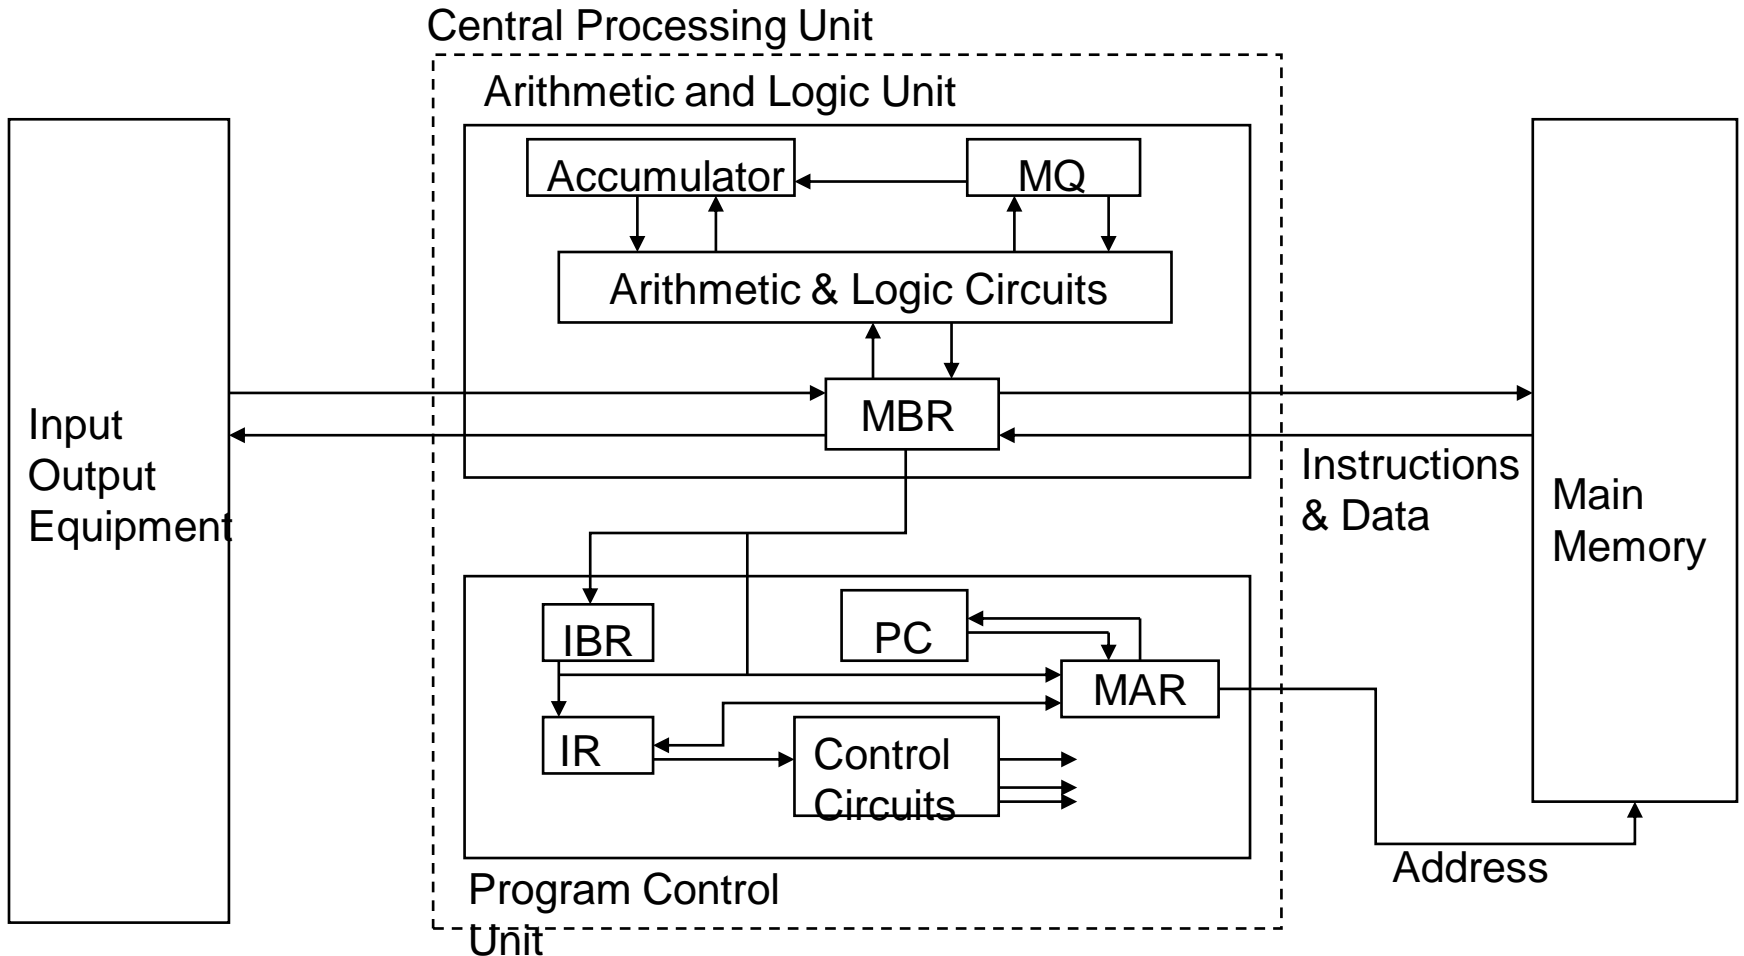 Central Processing Unit
Arithmetic and Logic Unit
Accumulator
MQ
Arithmetic & Logic Circuits
MBR
Input
Output
Equipment
Instructions
& Data
Main
Memory
IBR
PC
MAR
IR
Control
Circuits
Address
Program Control
Unit